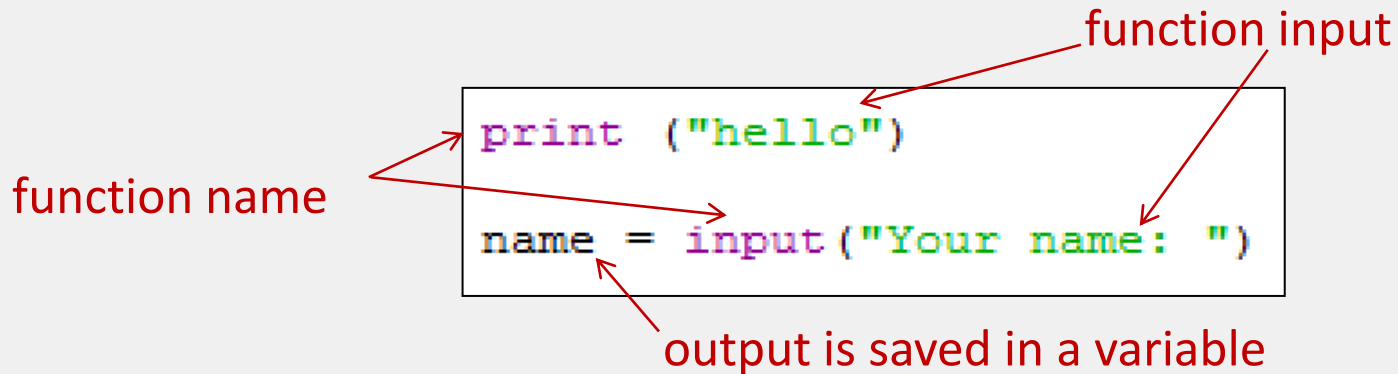 function input
print ("hello")
function name
name = input("Your name: ")
output is saved in a variable